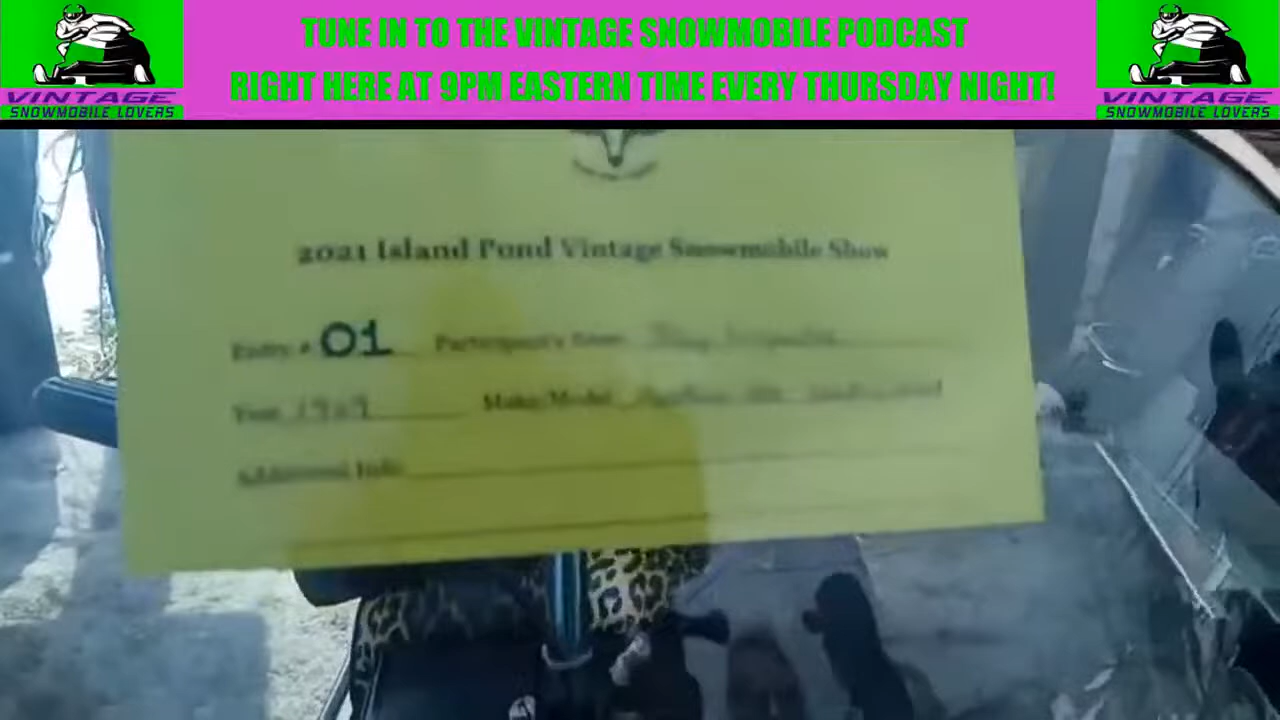 TUNE IN TO THE VINTAGE SNOWMOBILE PODCAST
RIGHT HERE AT 9PM EASTERN TIME EVERY THURSDAY NIGHT!
VINTAGE
SNOWMOBILE LOVERS
VINTAGE
SNOWMOBILE LOVERS
2021 Island Pond Vintage Snowmobile Show
Entry # 01 Participant's Name
Year 1969 Make/Model
Additional Info: